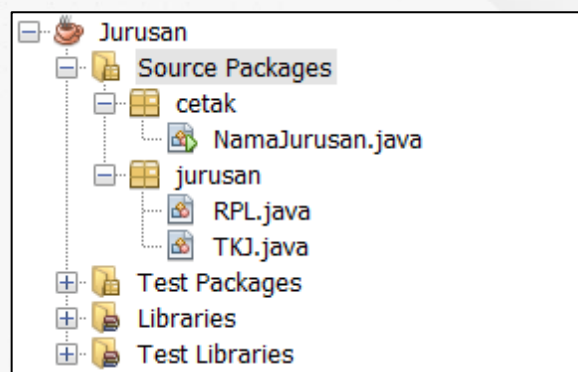 Jurusan
Source Packages
cetak
NamaJurusan.java
jurusan
RPL.java
TKJ.java
Test Packages
Libraries
Test Libraries